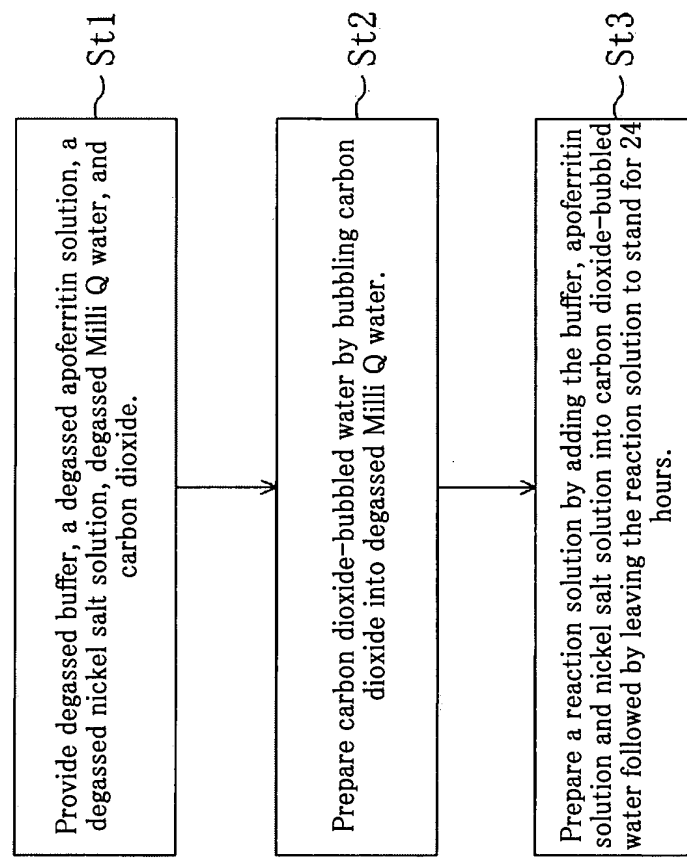 Provide degassed buffer, a degassed apoferritin solution, a
degassed nickel salt solution, degassed Milli Q water, and
carbon dioxide.
St1
Prepare carbon dioxide-bubbled water by bubbling carbon
dioxide into degassed Milli Q water.
St2
Prepare a reaction solution by adding the buffer, apoferritin
solution and nickel salt solution into carbon dioxide-bubbled
water followed by leaving the reaction solution to stand for 24
hours.
St3